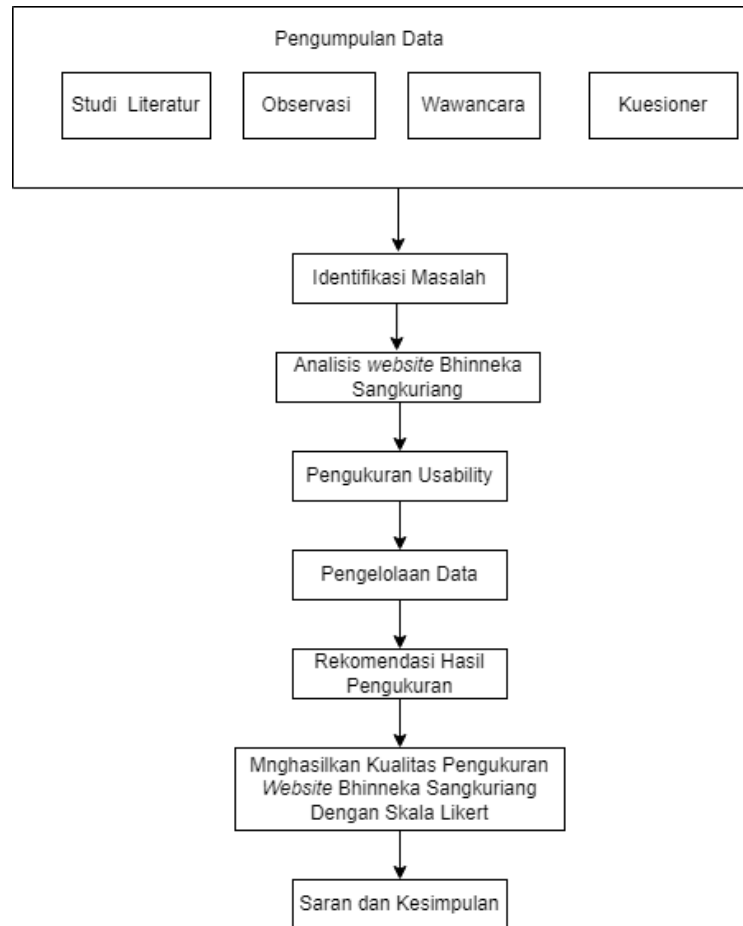 Pengumpulan Data
Studi Literatur
Observasi
Wawancara
Kuesioner
Identifikasi Masalah
Analisis website Bhinneka
Sangkuriang
Pengukuran Usability
Pengelolaan Data
Rekomendasi Hasil
Pengukuran
Mnghasilkan Kualitas Pengukuran
Website Bhinneka Sangkuriang
Dengan Skala Likert
Saran dan Kesimpulan